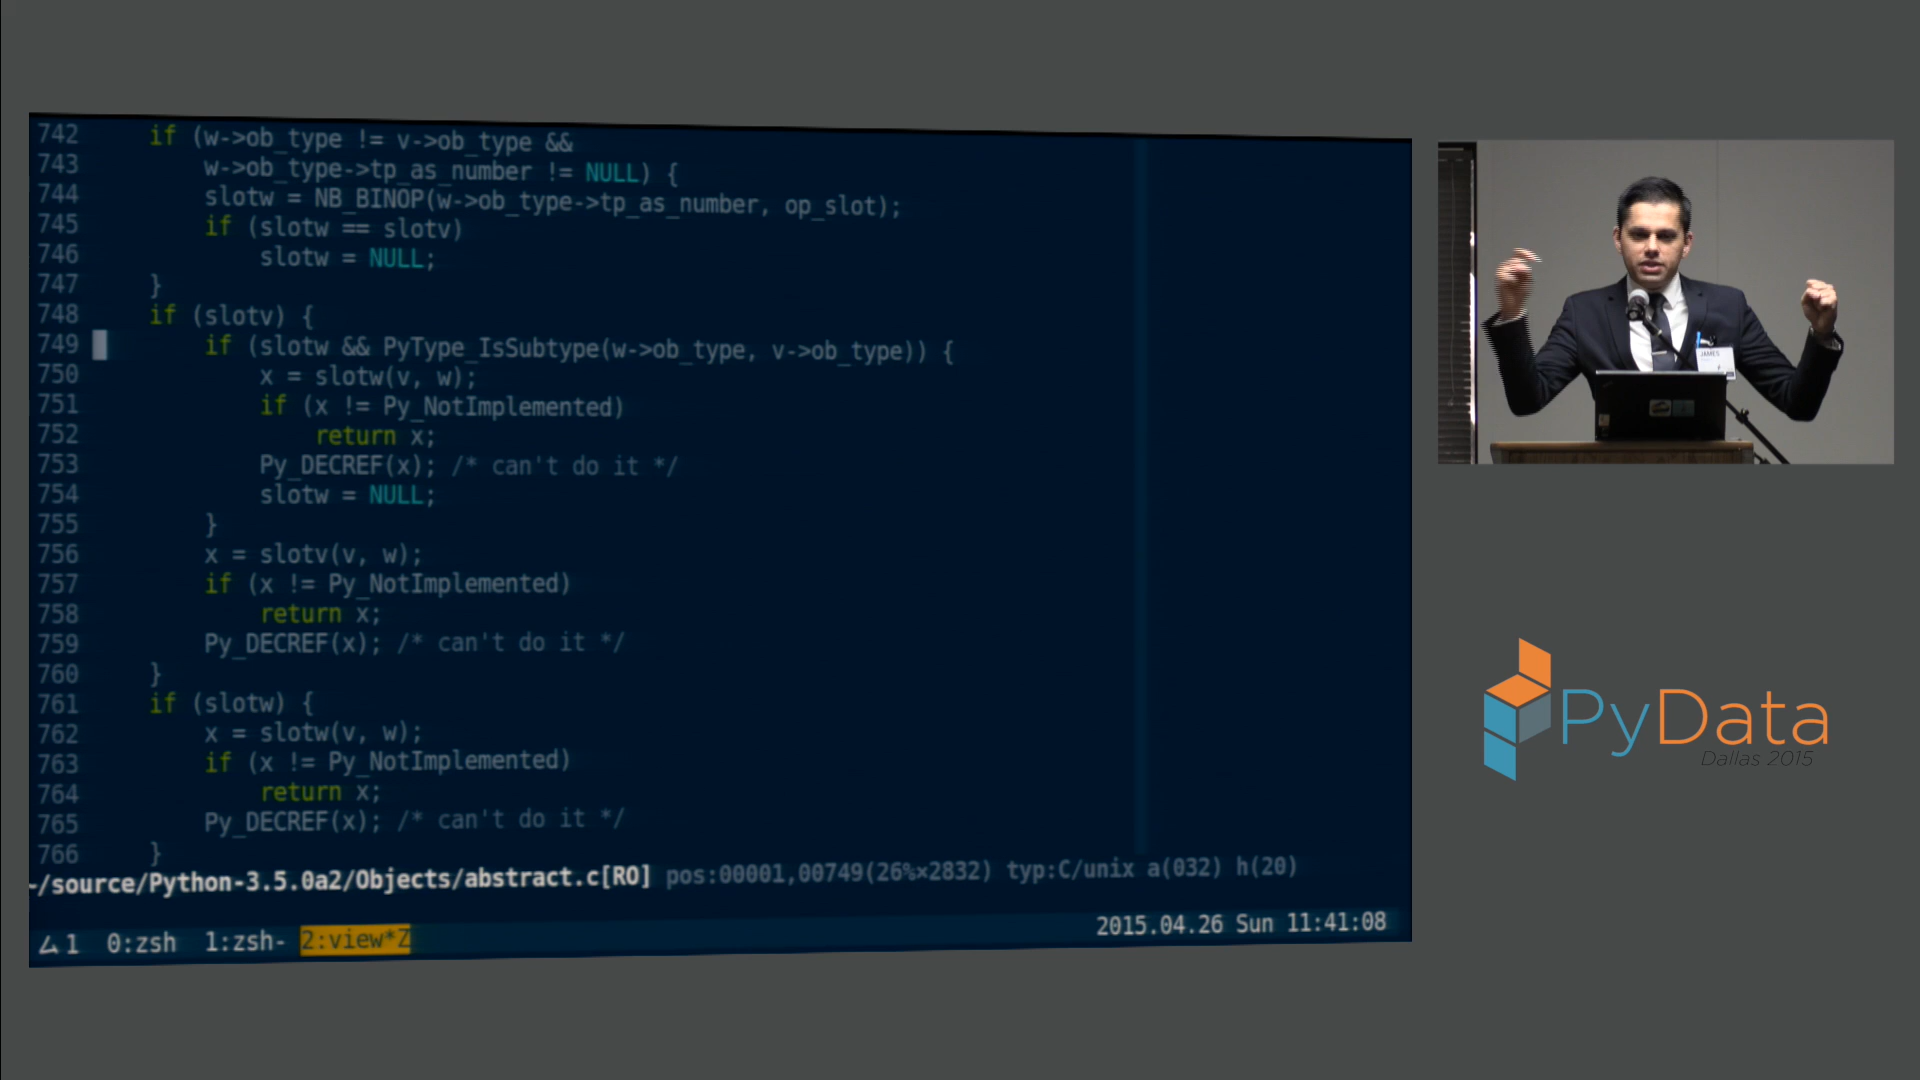 742     if (w->ob_type != v->ob_type &&
743         w->ob_type->tp_as_number != NULL) {
744         slotw = NB_BINOP(w->ob_type->tp_as_number, op_slot);
745         if (slotw == slotv)
746             slotw = NULL;
747     }
748     if (slotv) {
749         if (slotw && PyType_IsSubtype(w->ob_type, v->ob_type)) {
750             x = slotw(v, w);
751             if (x != Py_NotImplemented)
752                 return x;
753             Py_DECREF(x); /* can't do it */
754             slotw = NULL;
755         }
756         x = slotv(v, w);
757         if (x != Py_NotImplemented)
758             return x;
759         Py_DECREF(x); /* can't do it */
760     }
761     if (slotw) {
762         x = slotw(v, w);
763         if (x != Py_NotImplemented)
764             return x;
765         Py_DECREF(x); /* can't do it */
766     }
~/source/Python-3.5.0a2/Objects/abstract.c[RO] pos:00001,00749(26%×2832) typ:C/unix a(032) h(20)
1 0:zsh 1:zsh- 2:view*Z 2015.04.26 Sun 11:41:08
JAMES
PyData
Dallas 2015